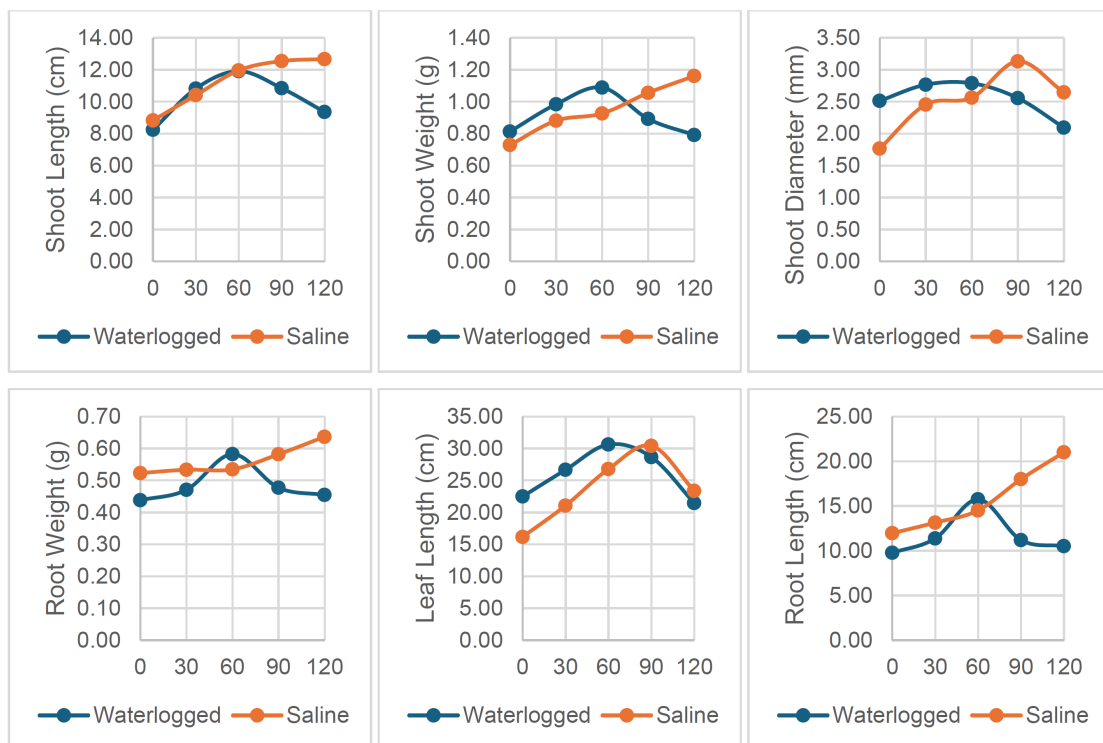 Shoot Length (cm)
14.00
12.00
10.00
8.00
6.00
4.00
2.00
0.00
0 30 60 90 120
Waterlogged Saline
Shoot Weight (g)
1.40
1.20
1.00
0.80
0.60
0.40
0.20
0.00
0 30 60 90 120
Waterlogged Saline
Shoot Diameter (mm)
3.50
3.00
2.50
2.00
1.50
1.00
0.50
0.00
0 30 60 90 120
Waterlogged Saline
Root Weight (g)
0.70
0.60
0.50
0.40
0.30
0.20
0.10
0.00
0 30 60 90 120
Waterlogged Saline
Leaf Length (cm)
35.00
30.00
25.00
20.00
15.00
10.00
5.00
0.00
0 30 60 90 120
Waterlogged Saline
Root Length (cm)
25.00
20.00
15.00
10.00
5.00
0.00
0 30 60 90 120
Waterlogged Saline